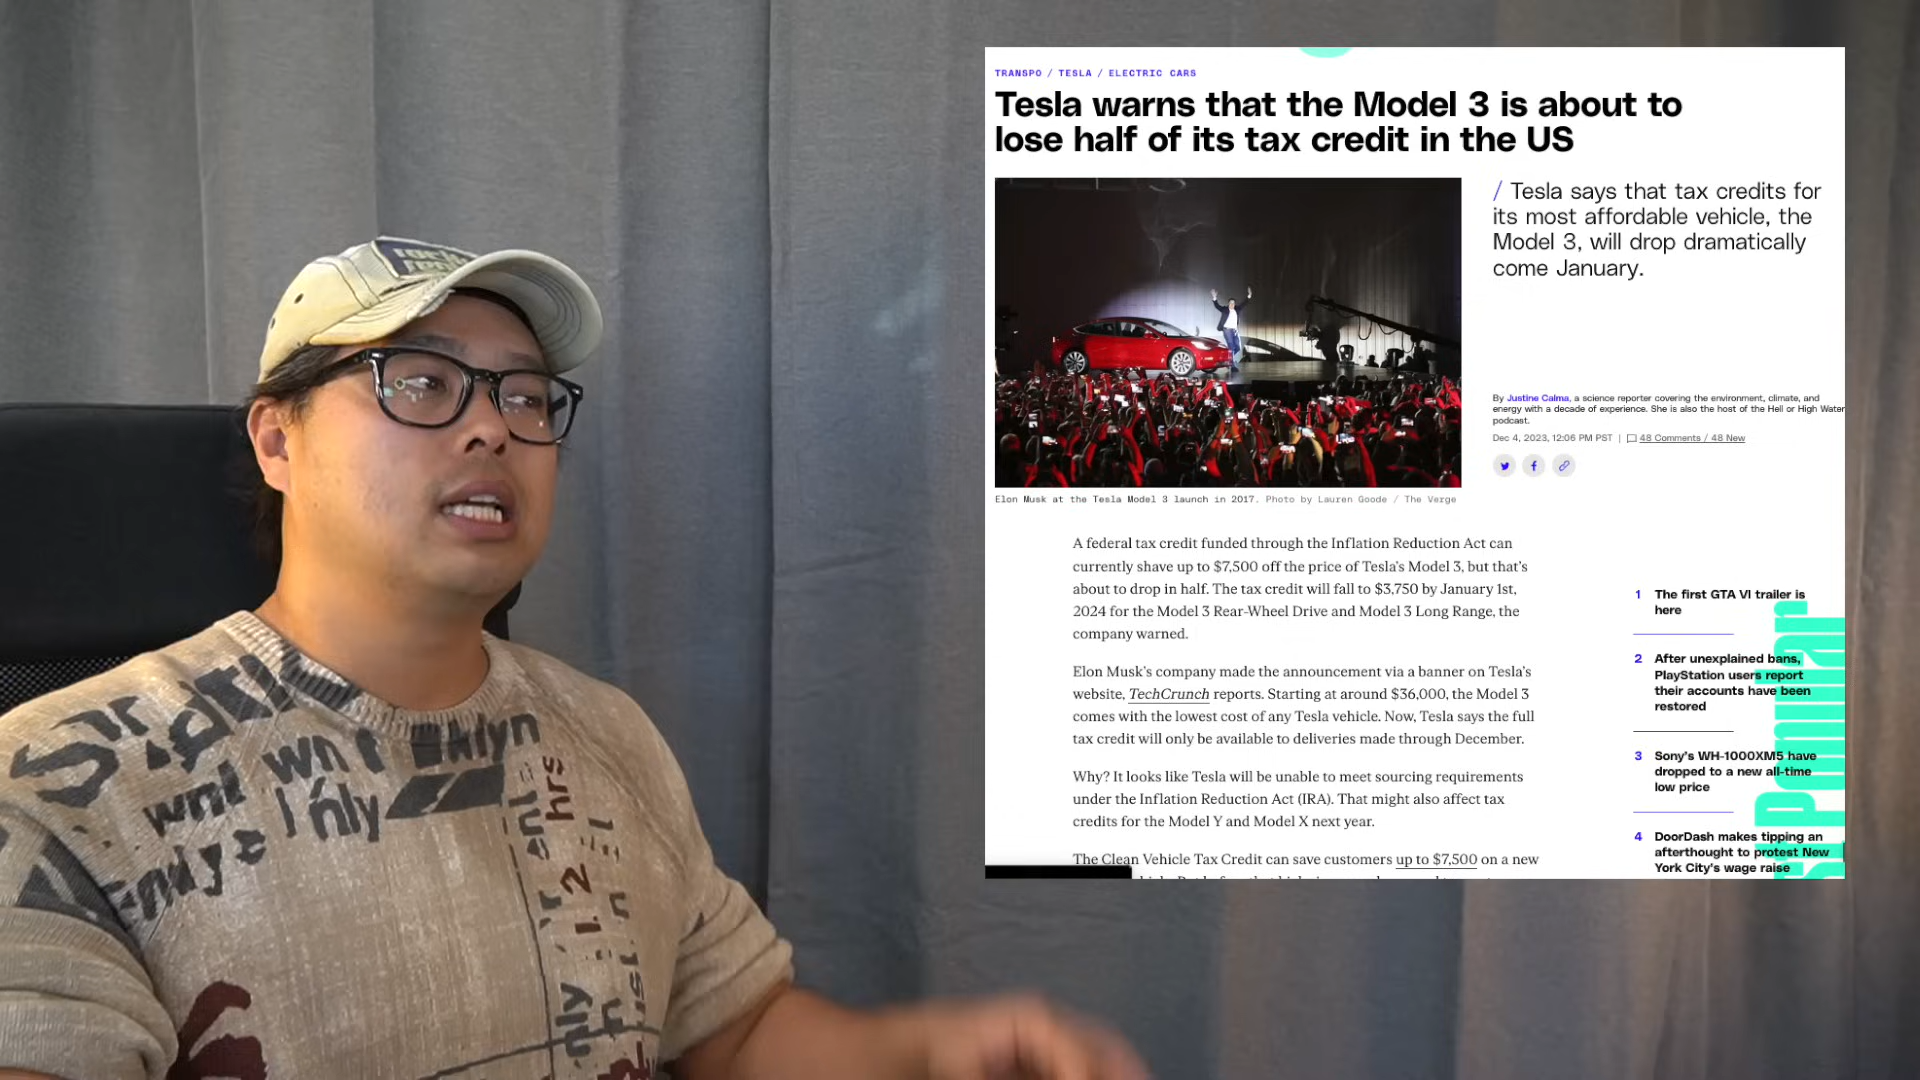 TRANSPO / TESLA / ELECTRIC CARS
Tesla warns that the Model 3 is about to
lose half of its tax credit in the US
/ Tesla says that tax credits for
its most affordable vehicle, the
Model 3, will drop dramatically
come January.
By Justine Calma, a science reporter covering the environment, climate, and
energy with a decade of experience. She is also the host of the Hell or High Water
podcast.
Dec 4, 2023, 12:06 PM PST | 48 Comments / 48 New
Elon Musk at the Tesla Model 3 launch in 2017. Photo by Lauren Goode / The Verge
A federal tax credit funded through the Inflation Reduction Act can
currently shave up to $7,500 off the price of Tesla's Model 3, but that's
about to drop in half. The tax credit will fall to $3,750 by January 1st,
2024 for the Model 3 Rear-Wheel Drive and Model 3 Long Range, the
company warned.
Elon Musk's company made the announcement via a banner on Tesla's
website, TechCrunch reports. Starting at around $36,000, the Model 3
comes with the lowest cost of any Tesla vehicle. Now, Tesla says the full
tax credit will only be available to deliveries made through December.
Why? It looks like Tesla will be unable to meet sourcing requirements
under the Inflation Reduction Act (IRA). That might also affect tax
credits for the Model Y and Model X next year.
The Clean Vehicle Tax Credit can save customers up to $7,500 on a new
1 The first GTA VI trailer is
here
2 After unexplained bans,
PlayStation users report
their accounts have been
restored
3 Sony's WH-1000XM5 have
dropped to a new all-time
low price
4 DoorDash makes tipping an
afterthought to protest New
York City's wage raise
hrs